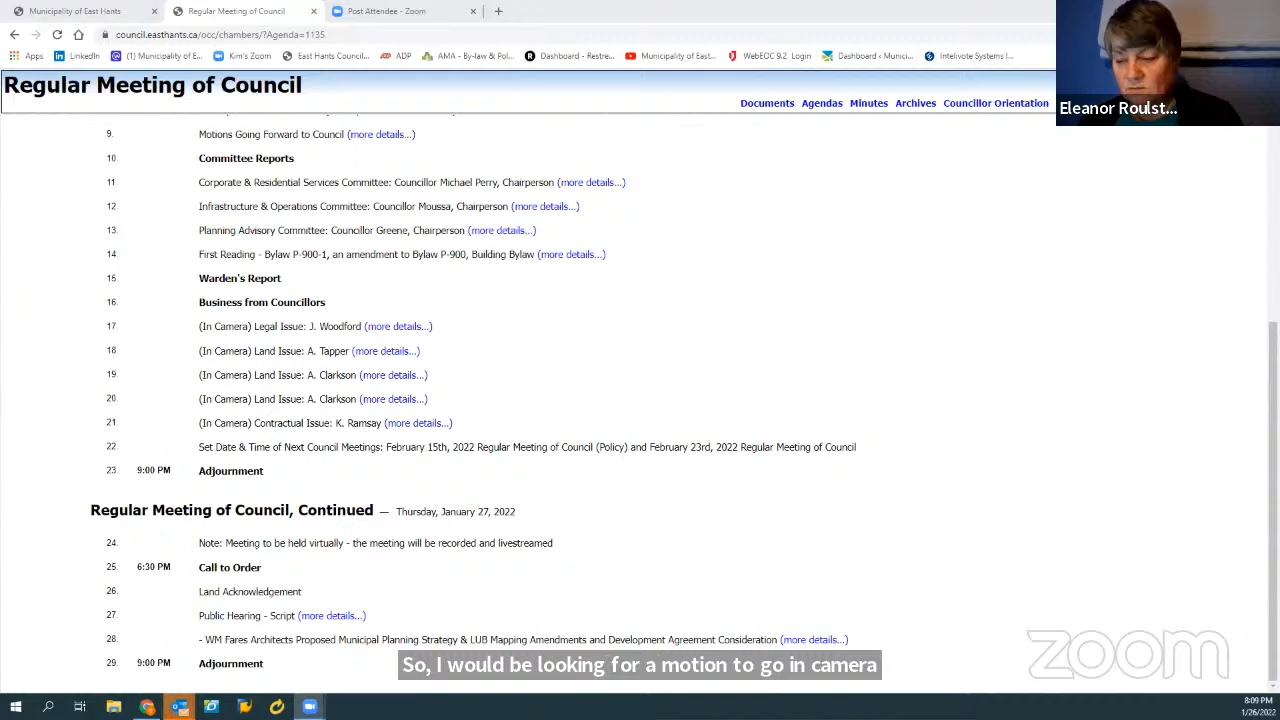 Municipality of East Hants
Regular Meeting of Council
Post Attendee - Zoom
council.easthants.ca/occ/chambers/?Agenda=1135
Apps LinkedIn (1) Municipality of E... Kim's Zoom East Hants Council... ADP AMA - By-law & Pol... Dashboard - Restre... Municipality of East... WebEOC 9.2 Login Dashboard ‹ Munici... Intelivote Systems I...
Regular Meeting of Council
Documents Agendas Minutes Archives Councillor Orientation
Eleanor Roulst...
9. Motions Going Forward to Council (more details...)
10. Committee Reports
11. Corporate & Residential Services Committee: Councillor Michael Perry, Chairperson (more details...)
12. Infrastructure & Operations Committee: Councillor Moussa, Chairperson (more details...)
13. Planning Advisory Committee: Councillor Greene, Chairperson (more details...)
14. First Reading - Bylaw P-900-1, an amendment to Bylaw P-900, Building Bylaw (more details...)
15. Warden's Report
16. Business from Councillors
17. (In Camera) Legal Issue: J. Woodford (more details...)
18. (In Camera) Land Issue: A. Tapper (more details...)
19. (In Camera) Land Issue: A. Clarkson (more details...)
20. (In Camera) Land Issue: A. Clarkson (more details...)
21. (In Camera) Contractual Issue: K. Ramsay (more details...)
22. Set Date & Time of Next Council Meetings: February 15th, 2022 Regular Meeting of Council (Policy) and February 23rd, 2022 Regular Meeting of Council
23. 9:00 PM Adjournment
Regular Meeting of Council, Continued — Thursday, January 27, 2022
24. Note: Meeting to be held virtually - the meeting will be recorded and livestreamed
25. 6:30 PM Call to Order
26. Land Acknowledgement
27. Public Hearing - Script (more details...)
28. - WM Fares Architects Proposed Municipal Planning Strategy & LUB Mapping Amendments and Development Agreement Consideration (more details...)
29. 9:00 PM Adjournment
So, I would be looking for a motion to go in camera
zoom
8:09 PM
1/26/2022